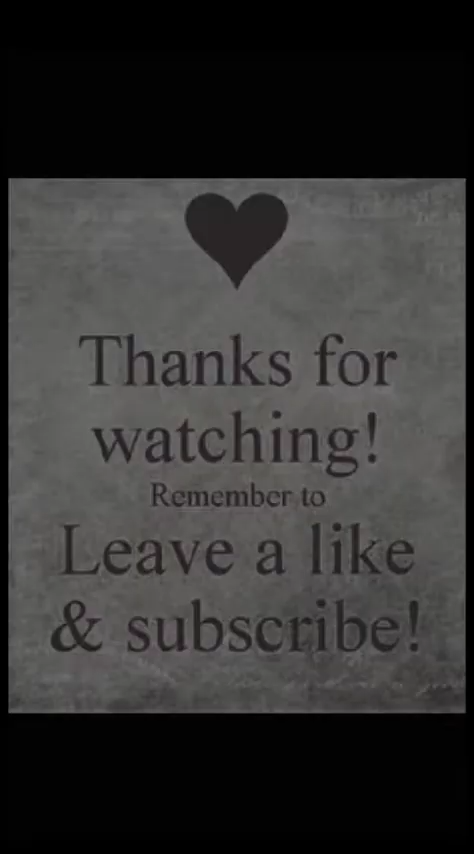 Thanks for
watching!
Remember to
Leave a like
& subscribe!